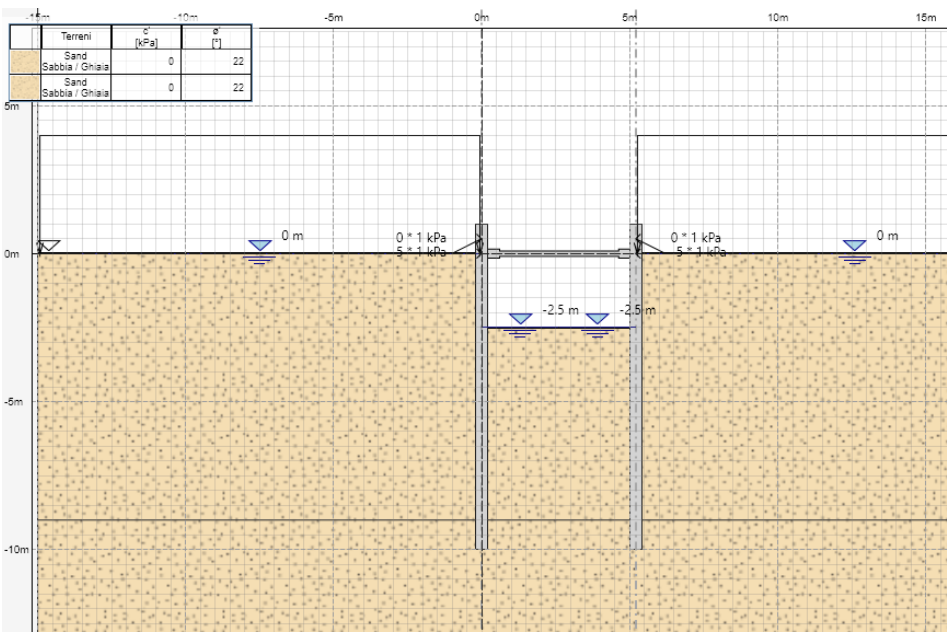 -15m -10m -5m 0m 5m 10m 15m
Terreni c' [kPa] ø' [°]
Sand
Sabbia / Ghiaia 0 22
Sand
Sabbia / Ghiaia 0 22
5m
0 m 0 * 1 kPa 0 * 1 kPa 0 m
0m 5 * 1 kPa 5 * 1 kPa
-2.5 m -2.5 m
-5m
-10m